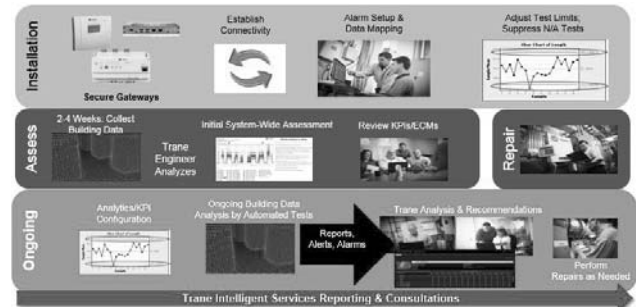 Installation
Secure Gateways
Establish
Connectivity
Alarm Setup &
Data Mapping
Adjust Test Limits;
Suppress N/A Tests
Assess
2-4 Weeks: Collect
Building Data
Trane
Engineer
Analyzes
Initial System-Wide Assessment
Review KPIs/ECMs
Repair
Ongoing
Analytics/KPI
Configuration
Ongoing Building Data
Analysis by Automated Tests
Reports,
Alerts, Alarms
Trane Analysis & Recommendations
Perform
Repairs as Needed
Trane Intelligent Services Reporting & Consultations